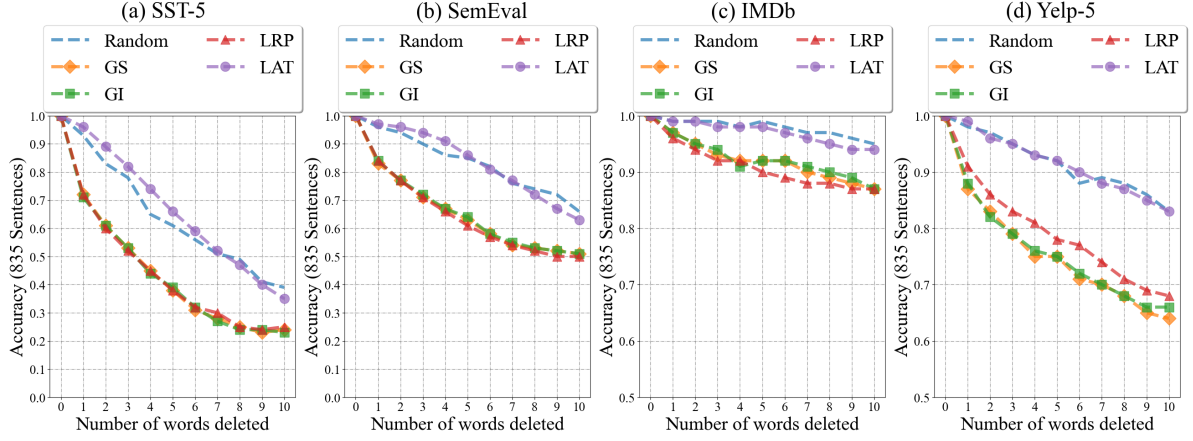 (a) SST-5
Random
GS
GI
LRP
LAT
Accuracy (835 Sentences)
1.0
0.9
0.8
0.7
0.6
0.5
0.4
0.3
0.2
0.1
0.0
0 1 2 3 4 5 6 7 8 9 10
Number of words deleted
(b) SemEval
Random
GS
GI
LRP
LAT
Accuracy (835 Sentences)
1.0
0.9
0.8
0.7
0.6
0.5
0.4
0.3
0.2
0.1
0.0
0 1 2 3 4 5 6 7 8 9 10
Number of words deleted
(c) IMDb
Random
GS
GI
LRP
LAT
Accuracy (835 Sentences)
1.0
0.9
0.8
0.7
0.6
0.5
0 1 2 3 4 5 6 7 8 9 10
Number of words deleted
(d) Yelp-5
Random
GS
GI
LRP
LAT
Accuracy (835 Sentences)
1.0
0.9
0.8
0.7
0.6
0.5
0 1 2 3 4 5 6 7 8 9 10
Number of words deleted